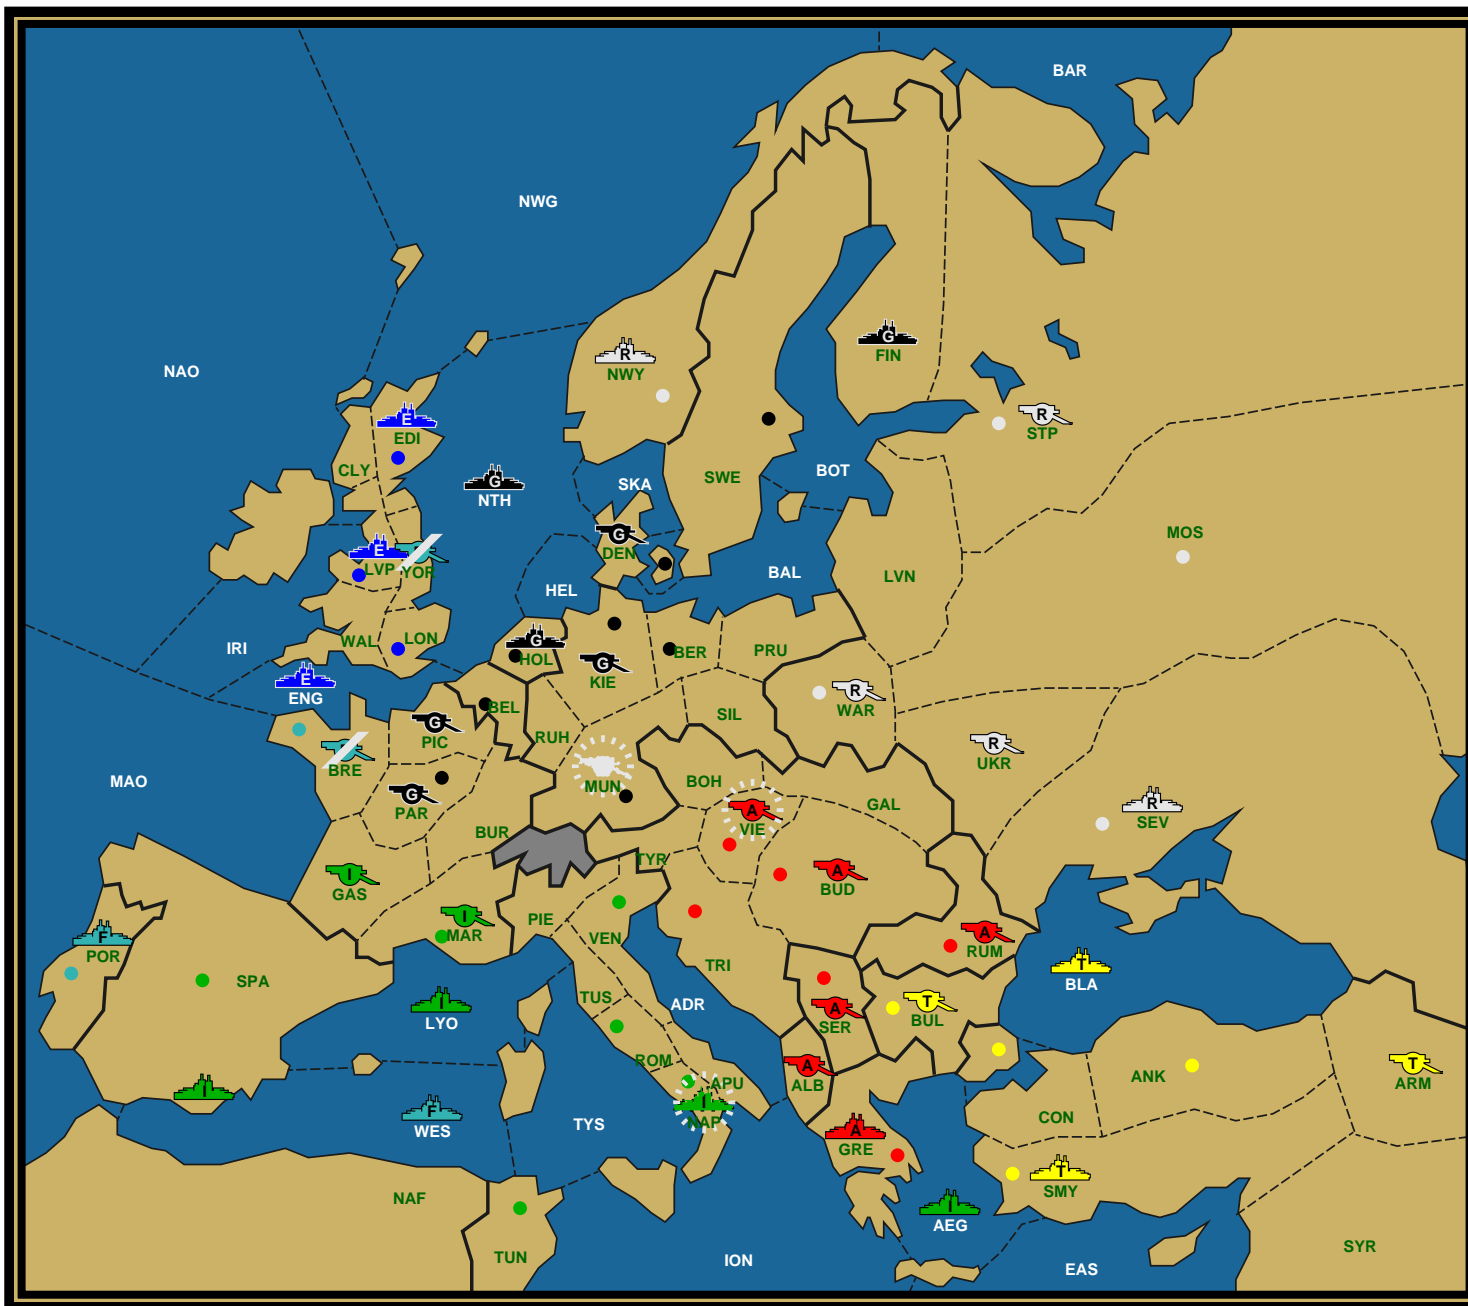 BAR
NWG
NAO
R
NWY
G
FIN
E
EDI
R
STP
CLY
G
NTH
SKA
SWE
BOT
MOS
G
DEN
E
LVP
YOR
BAL
LVN
HEL
IRI
WAL
LON
G
HOL
BER
PRU
G
KIE
E
ENG
R
WAR
BEL
SIL
G
PIC
RUH
R
UKR
F
BRE
MAO
MUN
BOH
G
PAR
GAL
A
VIE
R
SEV
BUR
TYR
I
GAS
A
BUD
I
MAR
PIE
VEN
A
RUM
F
POR
SPA
TRI
T
BLA
I
LYO
TUS
ADR
A
SER
T
BUL
ROM
A
ALB
APU
ANK
T
ARM
I
F
WES
TYS
I
NAP
CON
A
GRE
T
SMY
NAF
I
AEG
TUN
ION
EAS
SYR